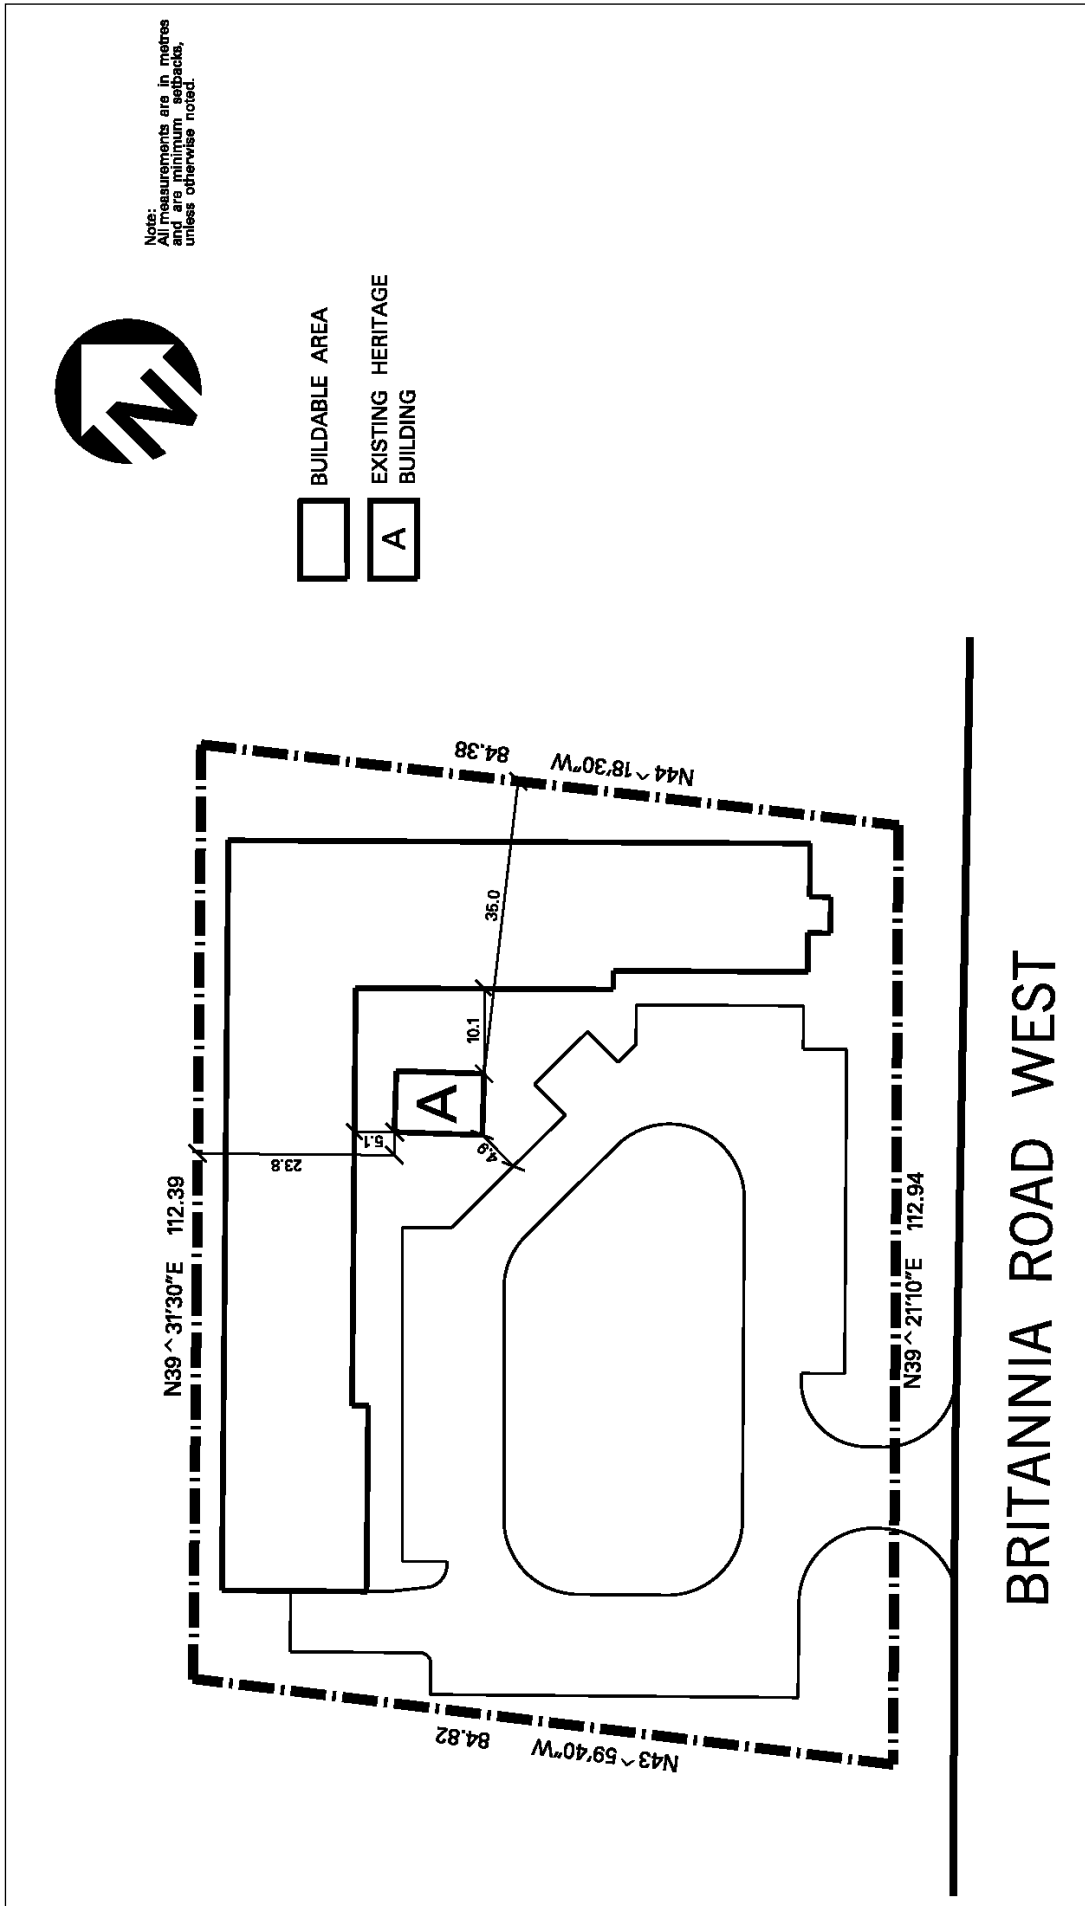 Note:
All measurements are in metres
and are minimum setbacks,
unless otherwise noted.
N
BUILDABLE AREA
A
EXISTING HERITAGE
BUILDING
N39^31'30"E 112.39
84.38
N44^18'30"W
23.8
5.1
A
10.1
35.0
4.9
84.82
N43^59'40"W
N39^21'10"E 112.94
BRITANNIA ROAD WEST